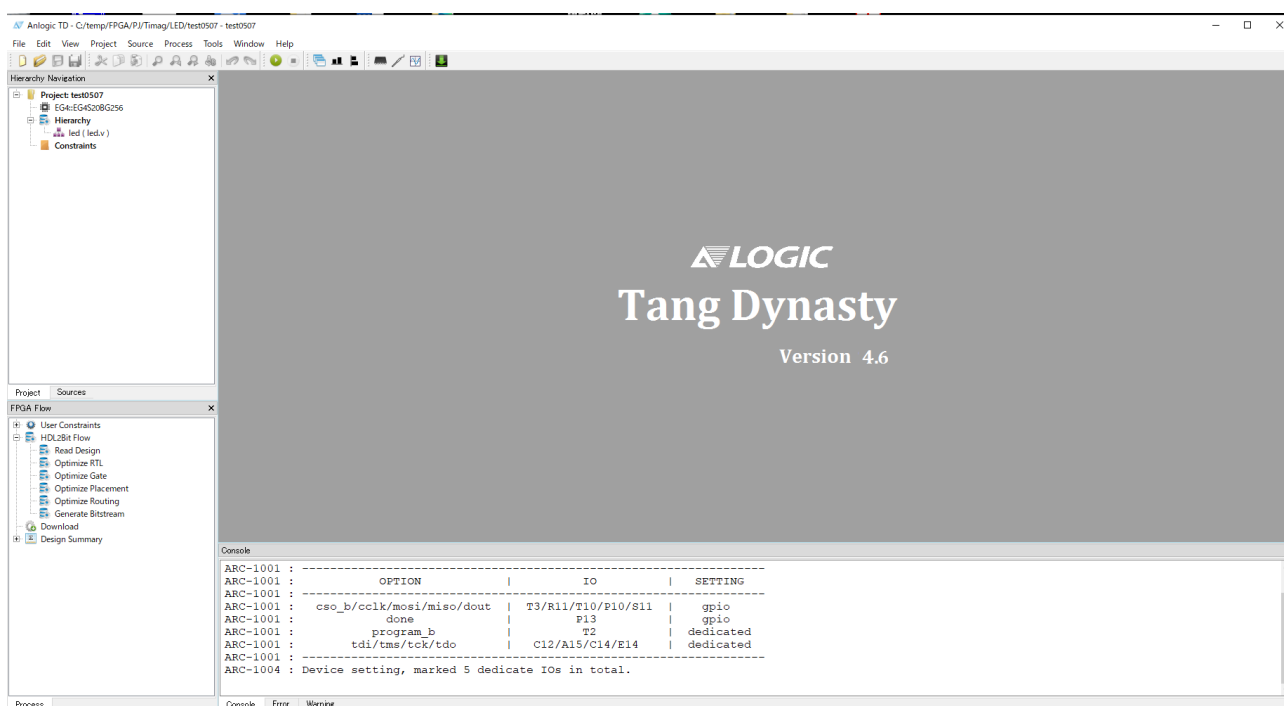 Anlogic TD - C:/temp/FPGA/PJ/Timag/LED/test0507 - test0507
File Edit View Project Source Process Tools Window Help
Hierarchy Navigation
Project: test0507
EG4::EG4S20BG256
Hierarchy
led ( led.v )
Constraints
Project Sources
FPGA Flow
User Constraints
HDL2Bit Flow
Read Design
Optimize RTL
Optimize Gate
Optimize Placement
Optimize Routing
Generate Bitstream
Download
Design Summary
Process
LOGIC
Tang Dynasty
Version 4.6
Console
ARC-1001 : ------------------------------------------------------------------
ARC-1001 : OPTION | IO | SETTING
ARC-1001 : ------------------------------------------------------------------
ARC-1001 : cso_b/cclk/mosi/miso/dout | T3/R11/T10/P10/S11 | gpio
ARC-1001 : done | P13 | gpio
ARC-1001 : program_b | T2 | dedicated
ARC-1001 : tdi/tms/tck/tdo | C12/A15/C14/E14 | dedicated
ARC-1001 : ------------------------------------------------------------------
ARC-1004 : Device setting, marked 5 dedicate IOs in total.
Console Error Warning